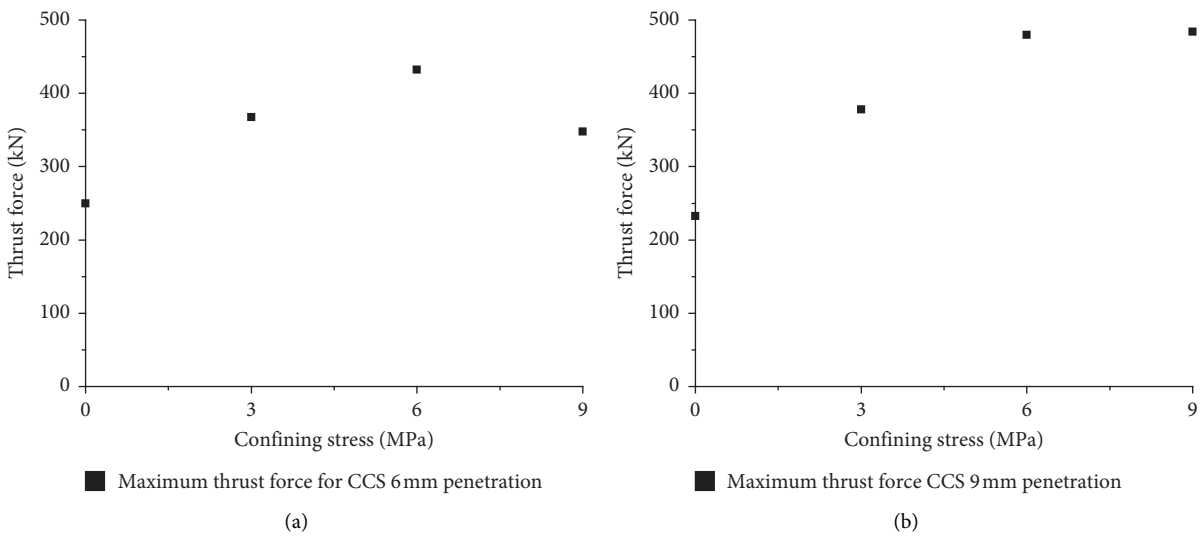 500
400
300
200
100
0
Thrust force (kN)
0 3 6 9
Confining stress (MPa)
Maximum thrust force for CCS 6 mm penetration
(a)
500
400
300
200
100
0
Thrust force (kN)
0 3 6 9
Confining stress (MPa)
Maximum thrust force CCS 9 mm penetration
(b)